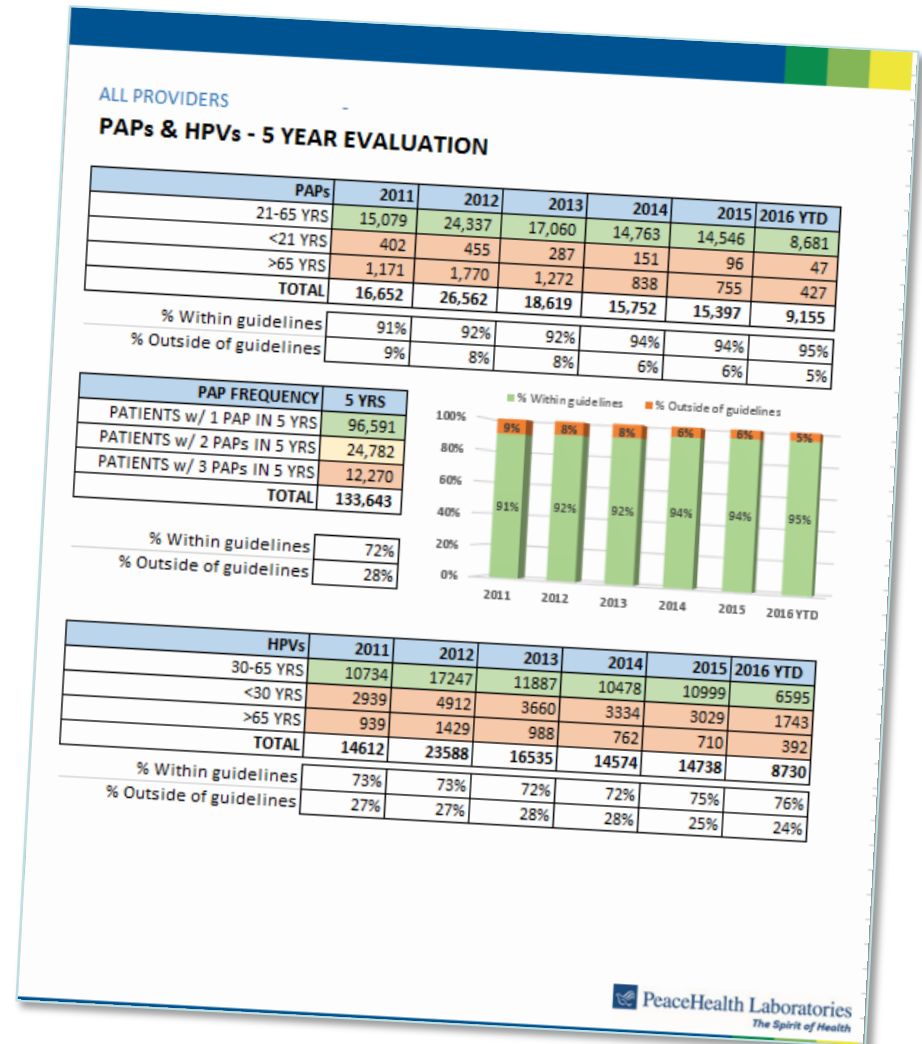 ALL PROVIDERS -
PAPs & HPVs - 5 YEAR EVALUATION
PAPs 2011 2012 2013 2014 2015 2016 YTD
21-65 YRS 15,079 24,337 17,060 14,763 14,546 8,681
<21 YRS 402 455 287 151 96 47
>65 YRS 1,171 1,770 1,272 838 755 427
TOTAL 16,652 26,562 18,619 15,752 15,397 9,155
% Within guidelines 91% 92% 92% 94% 94% 95%
% Outside of guidelines 9% 8% 8% 6% 6% 5%
PAP FREQUENCY 5 YRS
PATIENTS w/ 1 PAP IN 5 YRS 96,591
PATIENTS w/ 2 PAPs IN 5 YRS 24,782
PATIENTS w/ 3 PAPs IN 5 YRS 12,270
TOTAL 133,643
% Within guidelines 72%
% Outside of guidelines 28%
% Within guidelines % Outside of guidelines
100%
9% 8% 8% 6% 6% 5%
80%
60%
91% 92% 92% 94% 94% 95%
40%
20%
0%
2011 2012 2013 2014 2015 2016 YTD
HPVs 2011 2012 2013 2014 2015 2016 YTD
30-65 YRS 10734 17247 11887 10478 10999 6595
<30 YRS 2939 4912 3660 3334 3029 1743
>65 YRS 939 1429 988 762 710 392
TOTAL 14612 23588 16535 14574 14738 8730
% Within guidelines 73% 73% 72% 72% 75% 76%
% Outside of guidelines 27% 27% 28% 28% 25% 24%
PeaceHealth Laboratories
The Spirit of Health